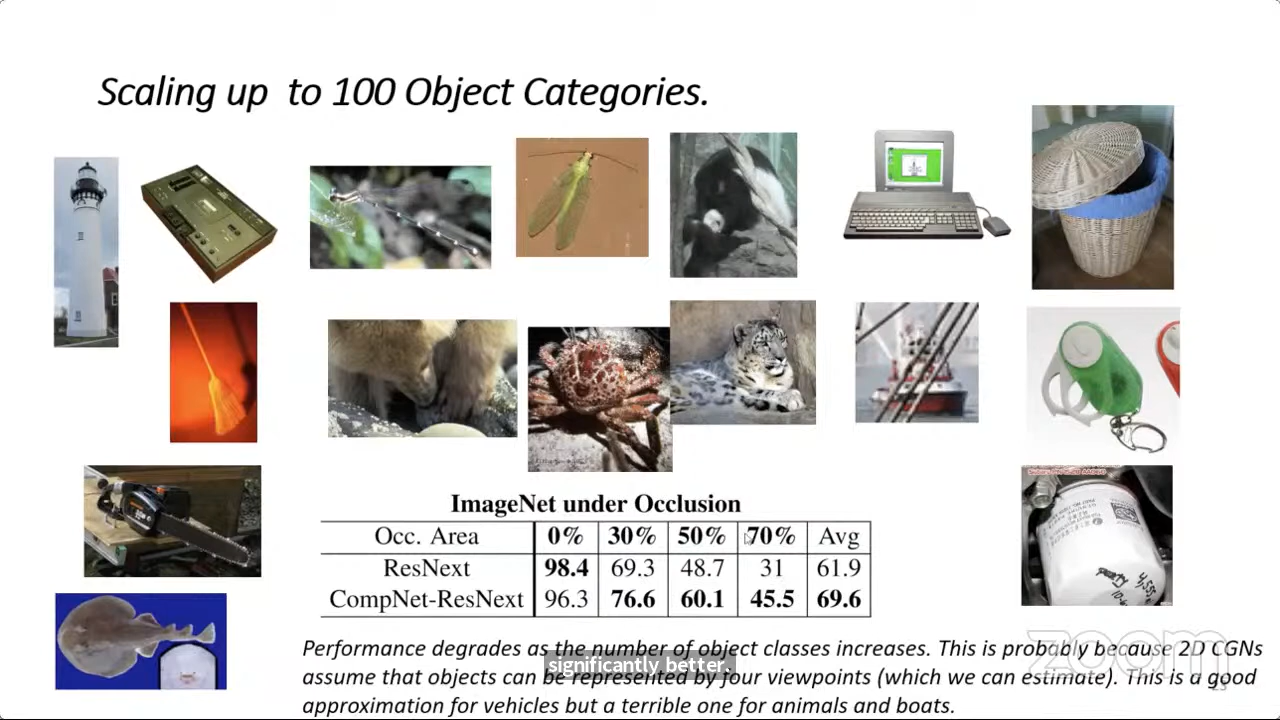 Scaling up to 100 Object Categories.
ImageNet under Occlusion
Occ. Area 0% 30% 50% 70% Avg
ResNext 98.4 69.3 48.7 31 61.9
CompNet-ResNext 96.3 76.6 60.1 45.5 69.6
Performance degrades as the number of object classes increases. This is probably because 2D CGNs
significantly better.
assume that objects can be represented by four viewpoints (which we can estimate). This is a good
approximation for vehicles but a terrible one for animals and boats.
zoom